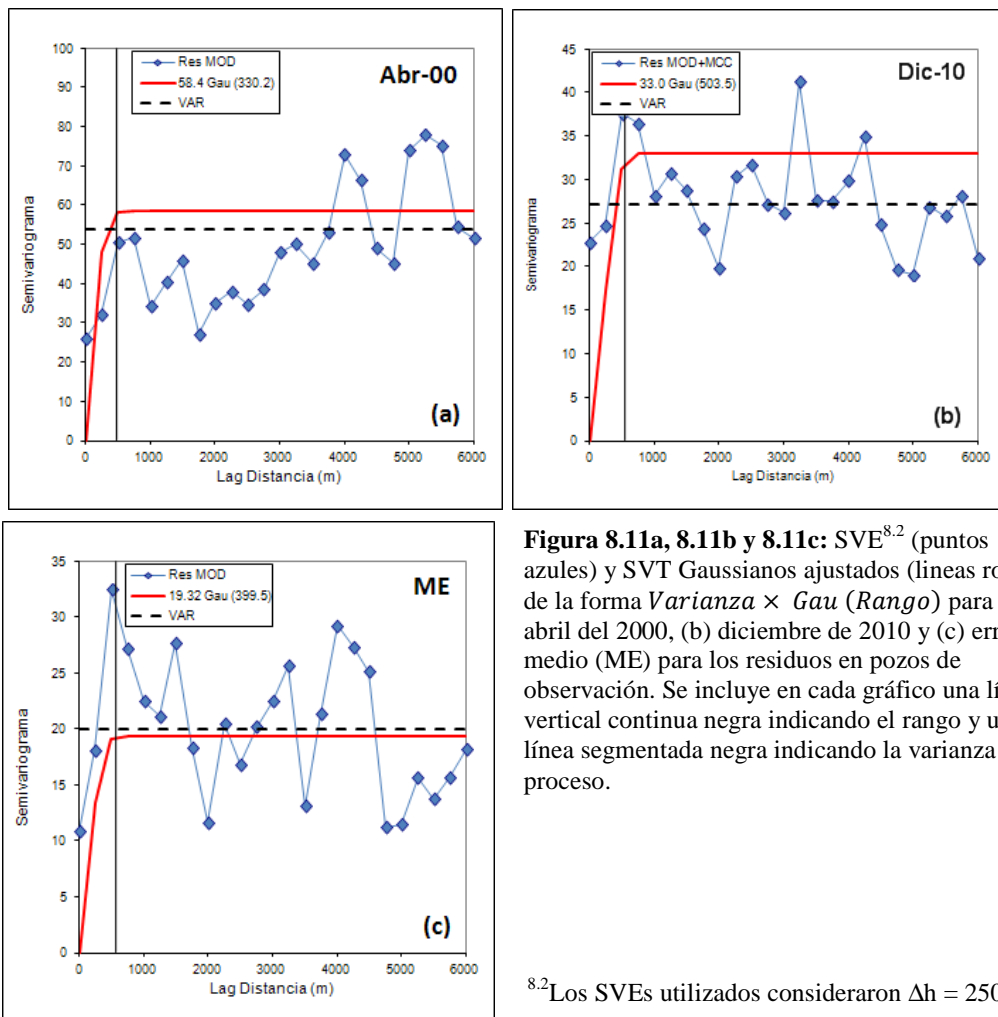 Res MOD
58.4 Gau (330.2)
VAR
Abr-00
100
90
80
70
60
50
40
30
20
10
0
Semivariograma
0 1000 2000 3000 4000 5000 6000
Lag Distancia (m)
(a)
Res MOD+MCC
33.0 Gau (503.5)
VAR
Dic-10
45
40
35
30
25
20
15
10
5
0
Semivariograma
0 1000 2000 3000 4000 5000 6000
Lag Distancia (m)
(b)
Res MOD
19.32 Gau (399.5)
VAR
ME
35
30
25
20
15
10
5
0
Semivariograma
0 1000 2000 3000 4000 5000 6000
Lag Distancia (m)
(c)
Figura 8.11a, 8.11b y 8.11c: SVE8.2 (puntos
azules) y SVT Gaussianos ajustados (lineas ro
de la forma Varianza × Gau (Rango) para
abril del 2000, (b) diciembre de 2010 y (c) err
medio (ME) para los residuos en pozos de
observación. Se incluye en cada gráfico una lí
vertical continua negra indicando el rango y u
línea segmentada negra indicando la varianza
proceso.
8.2Los SVEs utilizados consideraron Δh = 250